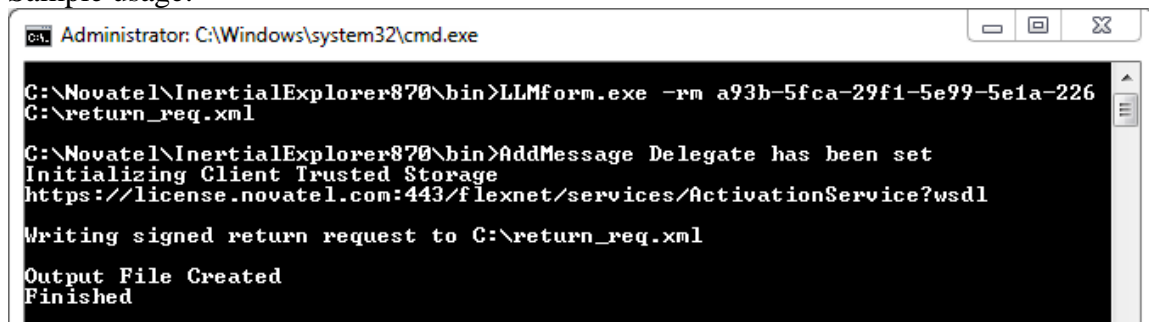 Administrator: C:\Windows\system32\cmd.exe
C:\Novatel\InertialExplorer870\bin>LLMform.exe -rm a93b-5fca-29f1-5e99-5e1a-226
C:\return_req.xml
C:\Novatel\InertialExplorer870\bin>AddMessage Delegate has been set
Initializing Client Trusted Storage
https://license.novatel.com:443/flexnet/services/ActivationService?wsdl
Writing signed return request to C:\return_req.xml
Output File Created
Finished